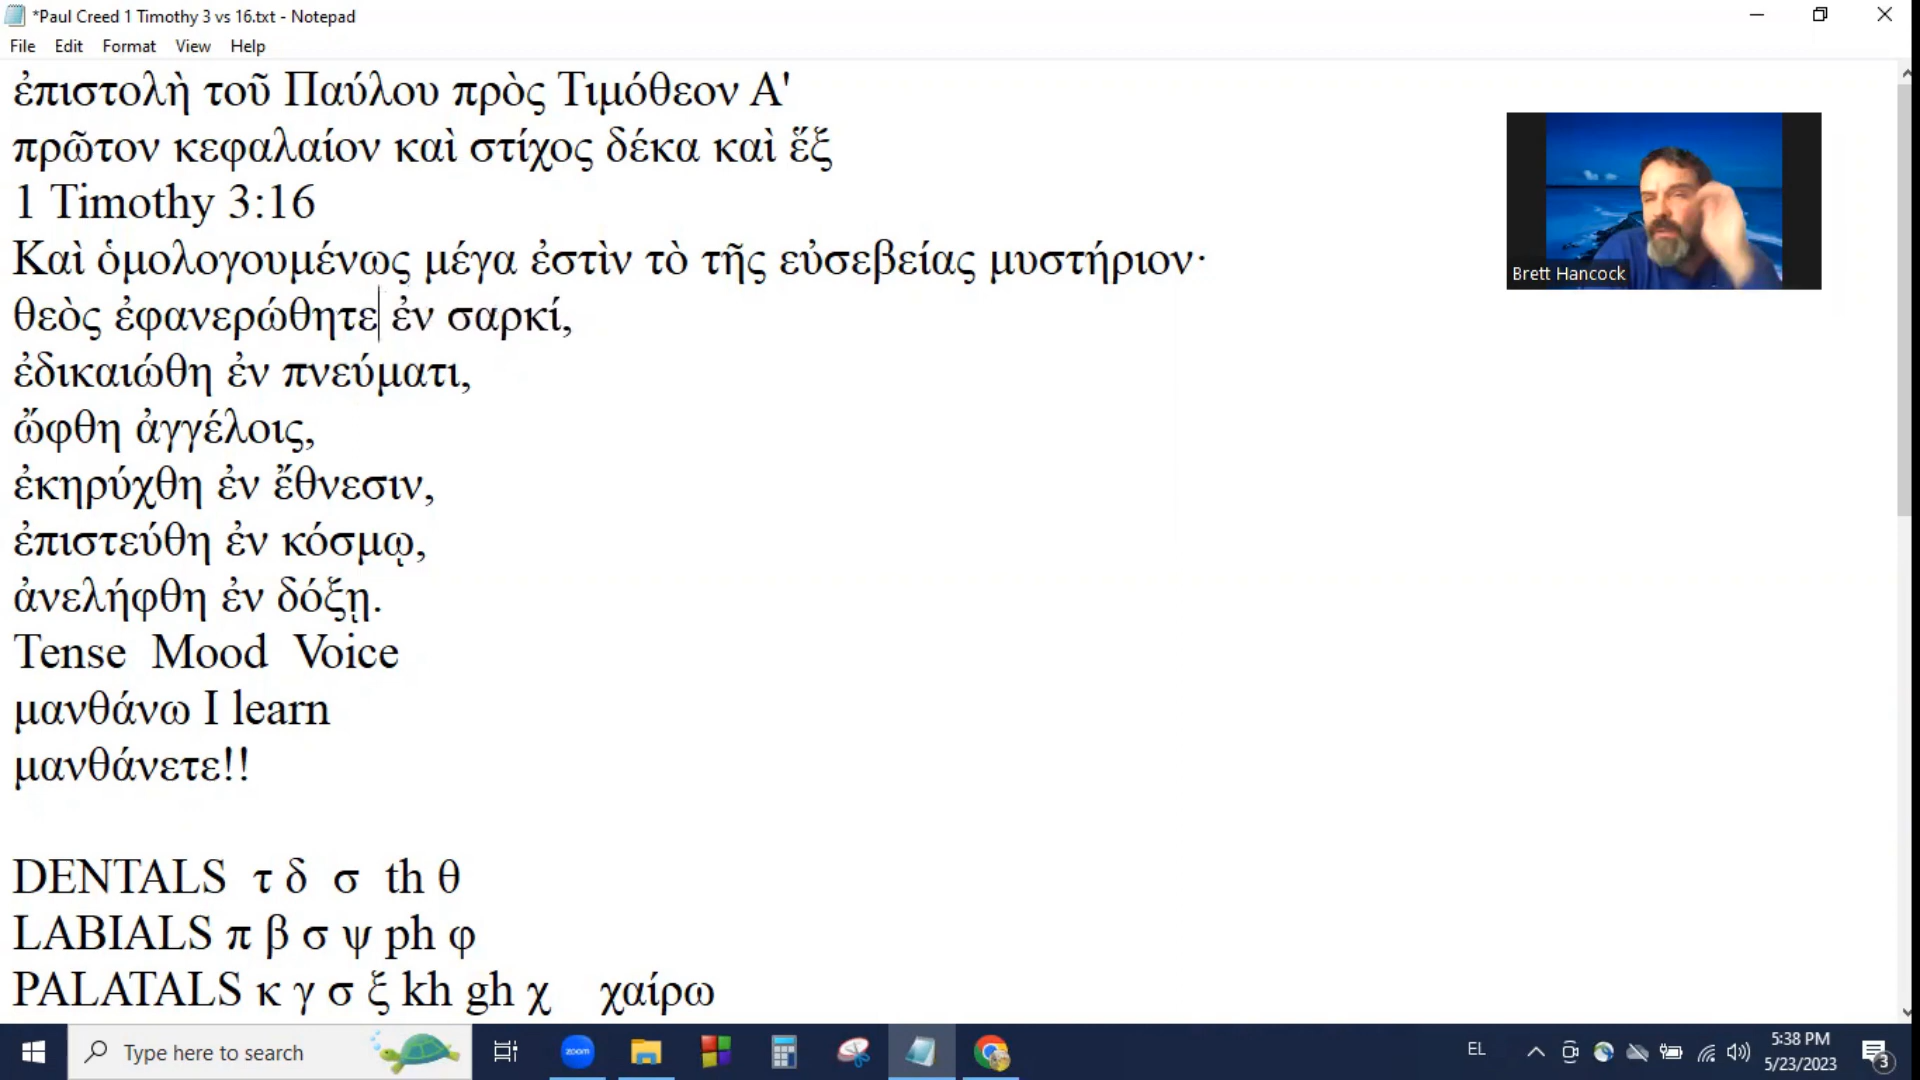 *Paul Creed 1 Timothy 3 vs 16.txt - Notepad
File Edit Format View Help
ἐπιστολὴ τοῦ Παύλου πρὸς Τιμόθεον Α'
πρῶτον κεφαλαίον καὶ στίχος δέκα καὶ ἕξ
1 Timothy 3:16
Καὶ ὁμολογουμένως μέγα ἐστὶν τὸ τῆς εὐσεβείας μυστήριον·
θεὸς ἐφανερώθητε ἐν σαρκί,
ἐδικαιώθη ἐν πνεύματι,
ὤφθη ἀγγέλοις,
ἐκηρύχθη ἐν ἔθνεσιν,
ἐπιστεύθη ἐν κόσμῳ,
ἀνελήφθη ἐν δόξῃ.
Tense Mood Voice
μανθάνω I learn
μανθάνετε!!
DENTALS τ δ σ th θ
LABIALS π β σ ψ ph φ
PALATALS κ γ σ ξ kh gh χ χαίρω
Brett Hancock
Type here to search
zoom
EL
5:38 PM
5/23/2023
3